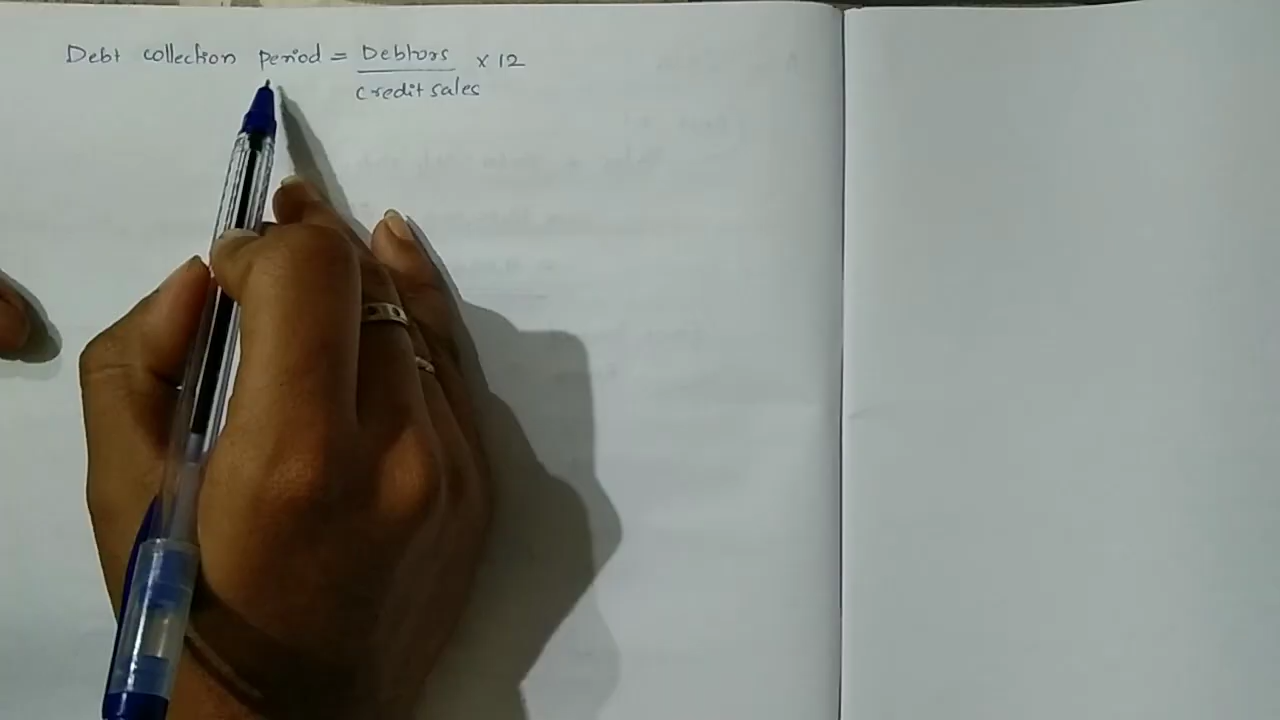 Debt collection period = Debtors × 12
credit sales